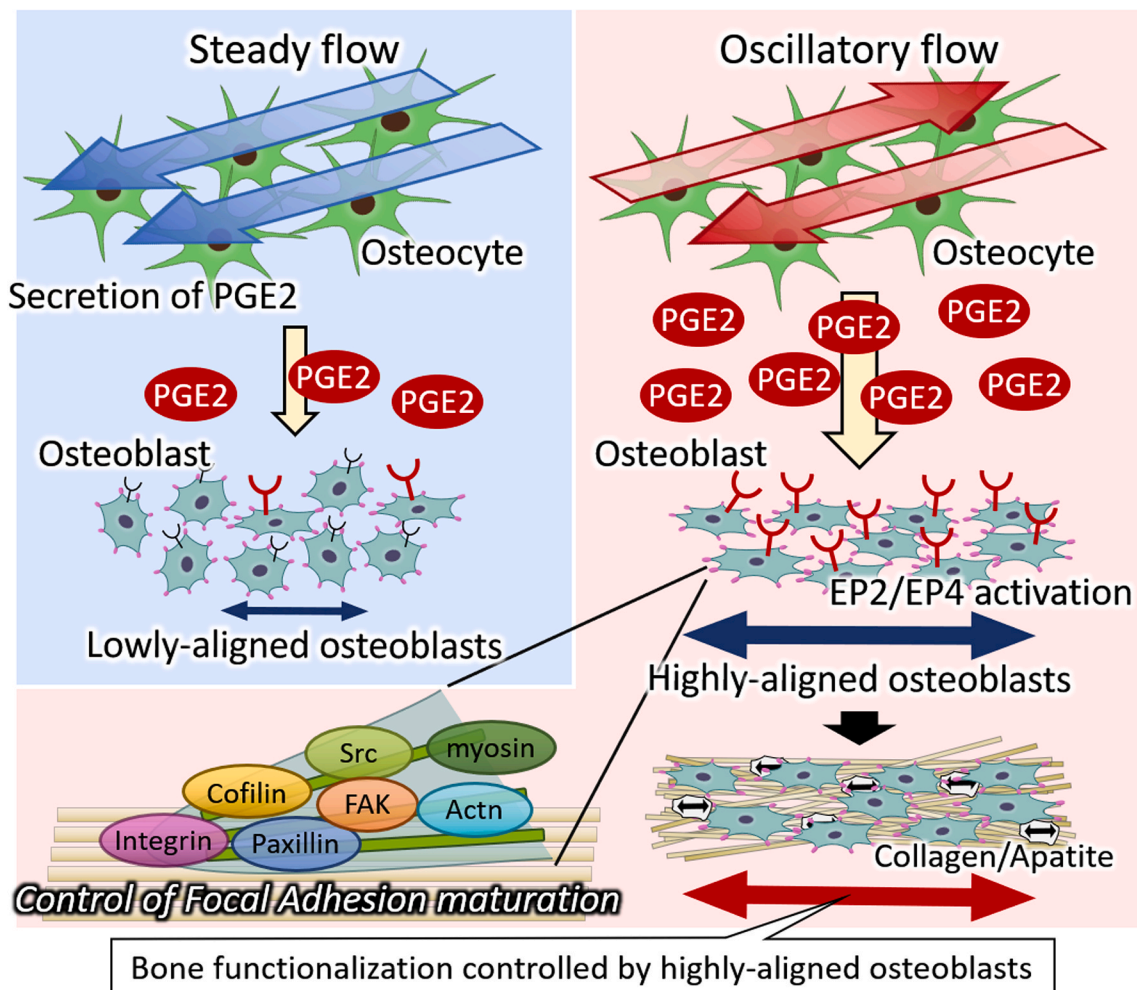 Steady flow
Osteocyte
Secretion of PGE2
PGE2
PGE2
PGE2
Osteoblast
Lowly-aligned osteoblasts
Oscillatory flow
Osteocyte
PGE2
PGE2
PGE2
PGE2
PGE2
PGE2
PGE2
Osteoblast
EP2/EP4 activation
Highly-aligned osteoblasts
Collagen/Apatite
Src
myosin
Cofilin
FAK
Actn
Integrin
Paxillin
Control of Focal Adhesion maturation
Bone functionalization controlled by highly-aligned osteoblasts